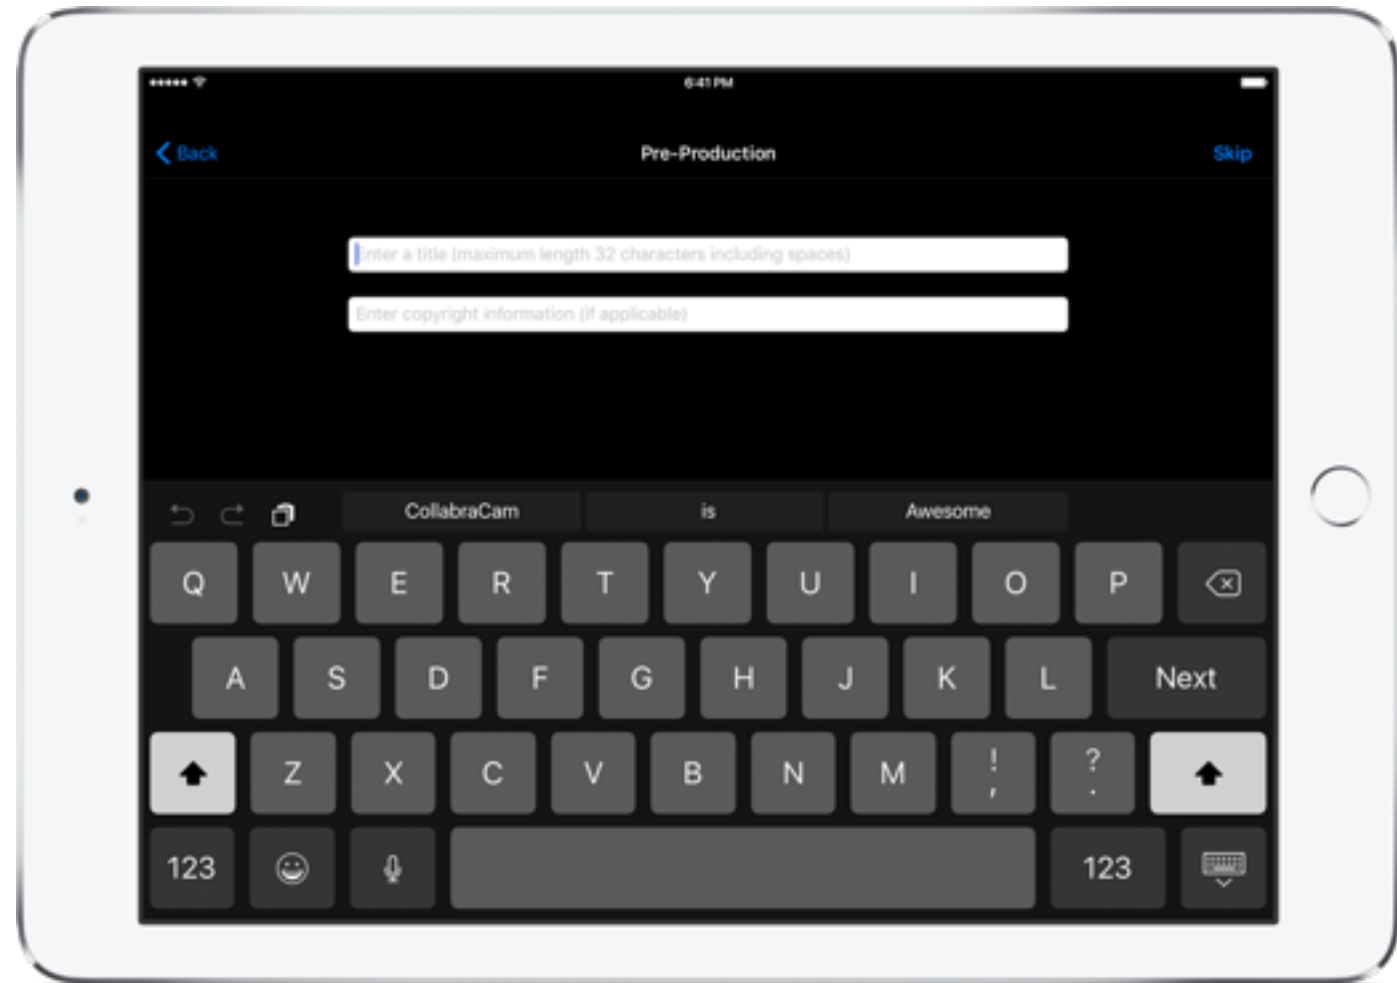 6:41 PM
Back Pre-Production Skip
Enter a title (maximum length 32 characters including spaces)
Enter copyright information (if applicable)
CollabraCam is Awesome
Q W E R T Y U I O P
A S D F G H J K L Next
Z X C V B N M ! , ? .
123 123